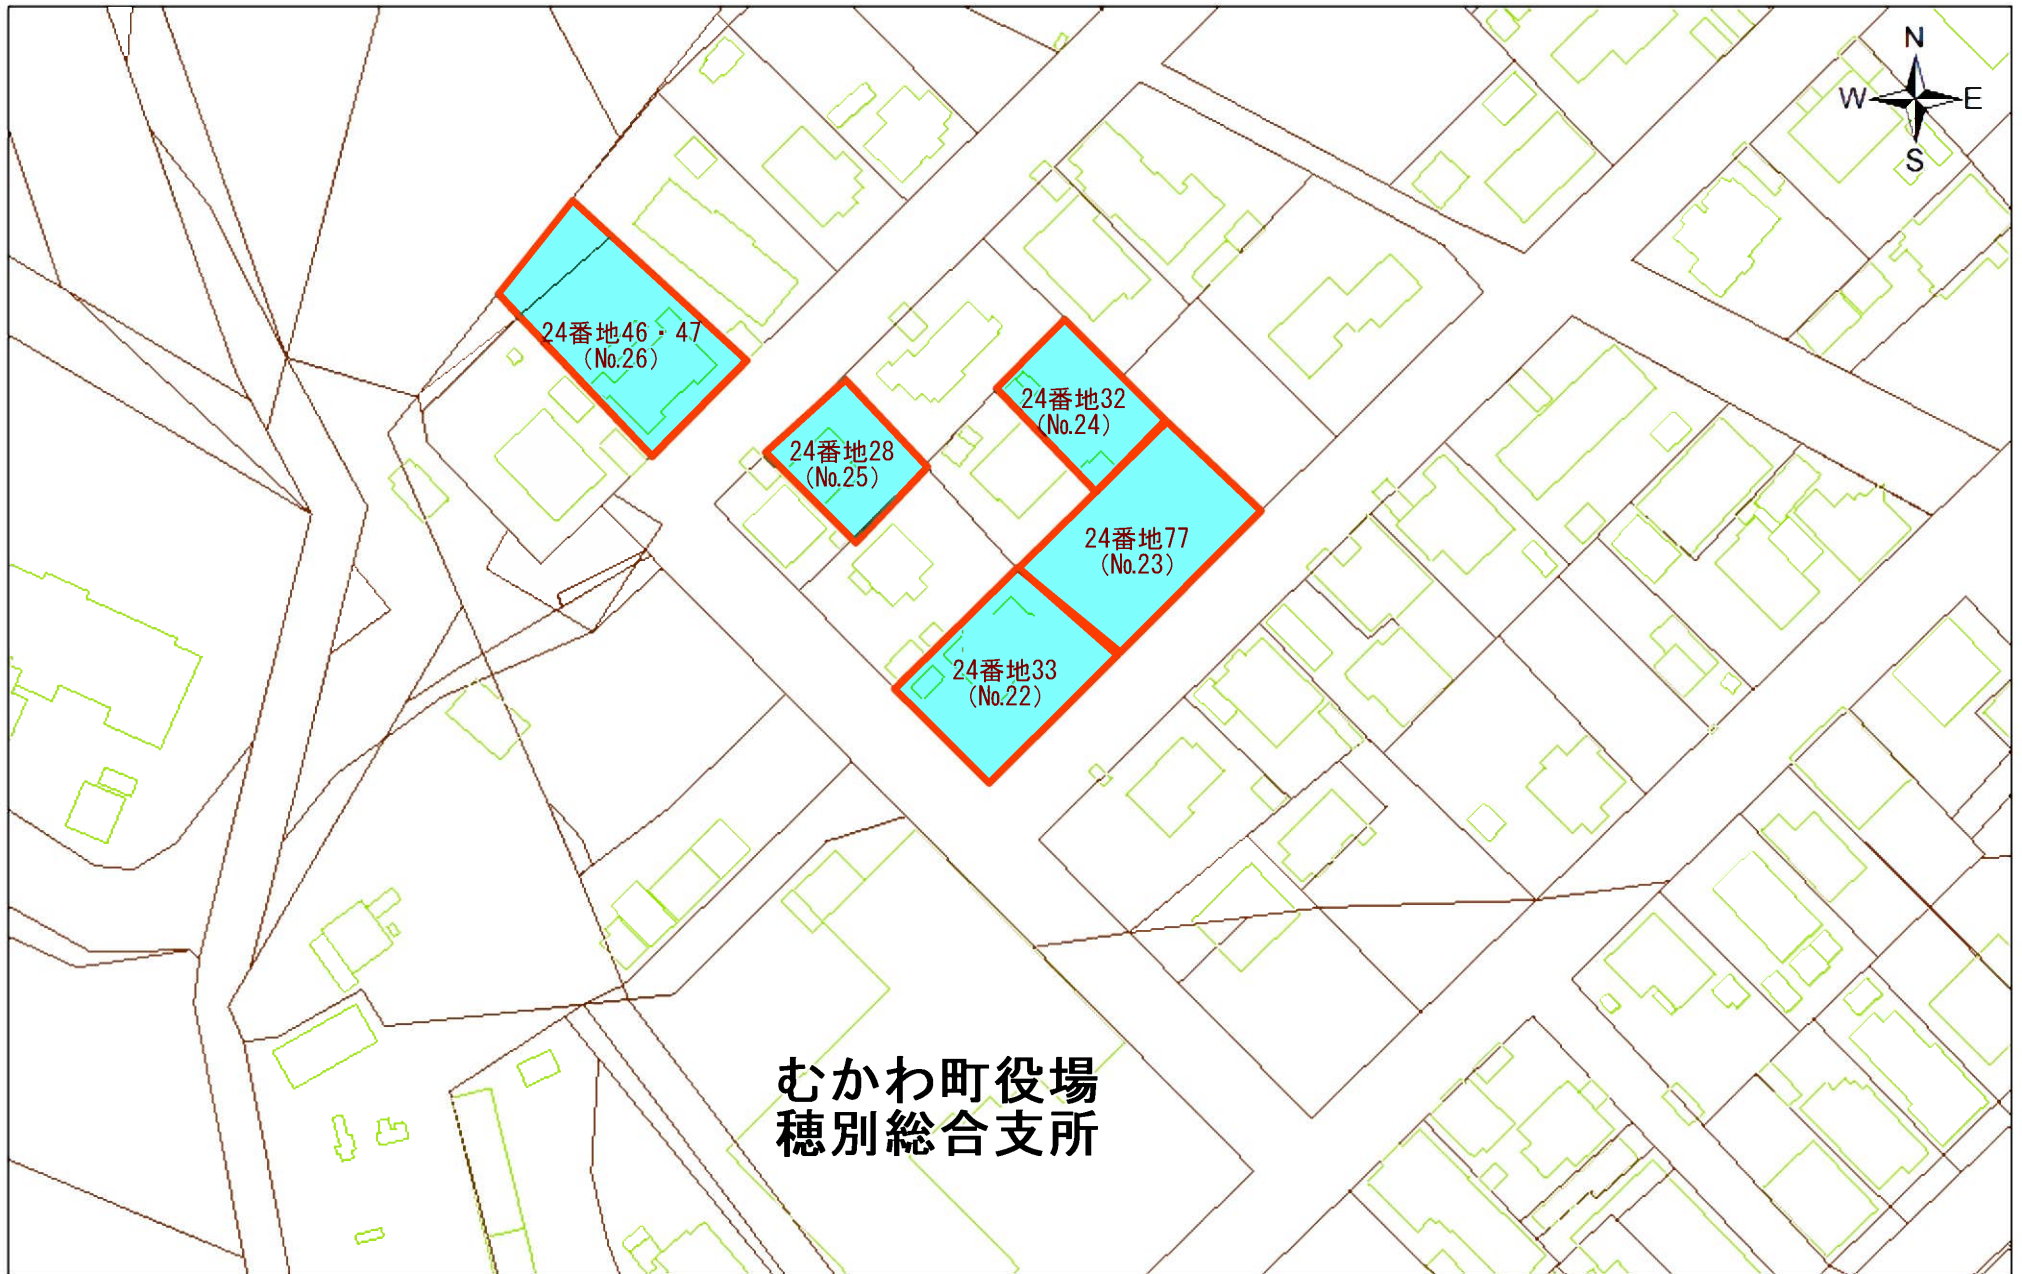 N
W E
S
24番地46・47
(No.26)
24番地32
(No.24)
24番地28
(No.25)
24番地77
(No.23)
24番地33
(No.22)
むかわ町役場
穂別総合支所